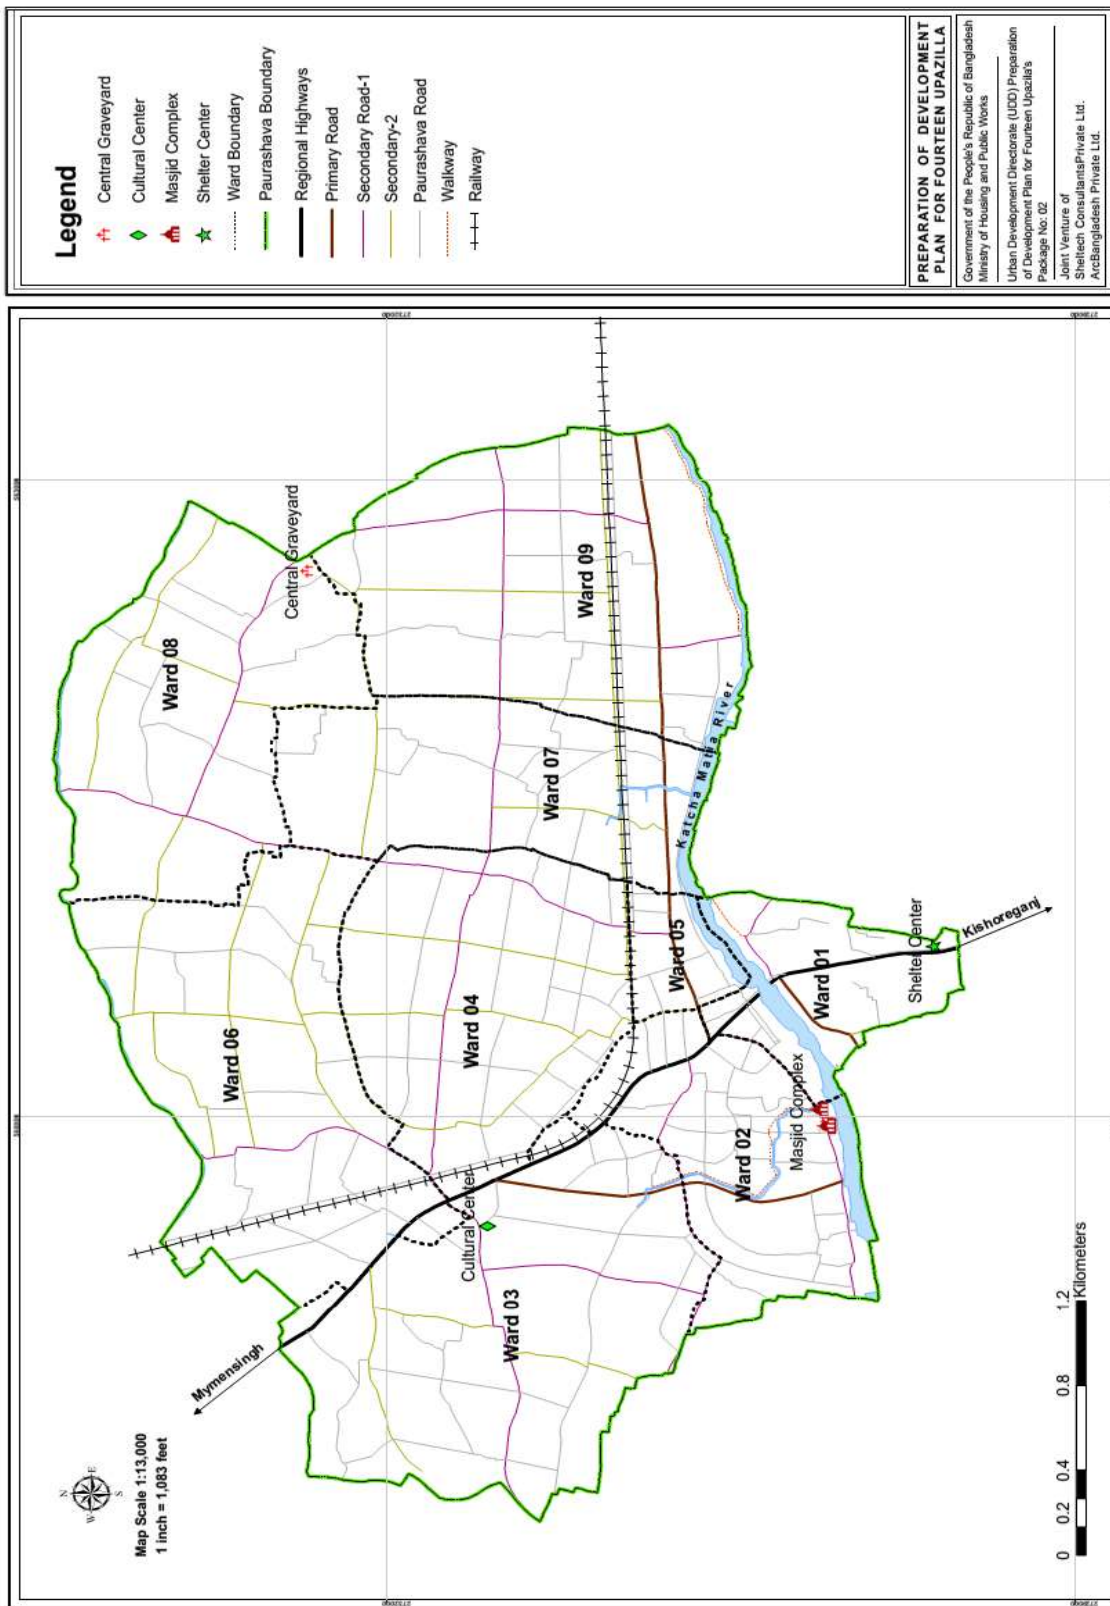 N
W
E
S
Map Scale 1:13,000
1 inch = 1,083 feet
Mymensingh
Ward 08
Central Graveyard
Ward 06
Ward 04
Ward 07
Ward 09
Cultural Center
Ward 03
Ward 05
Katcha Matia River
Ward 02
Masjid Complex
Ward 01
Shelter Center
Kishoreganj
0 0.2 0.4 0.8 1.2
Kilometers
Legend
Central Graveyard
Cultural Center
Masjid Complex
Shelter Center
Ward Boundary
Paurashava Boundary
Regional Highways
Primary Road
Secondary Road-1
Secondary-2
Paurashava Road
Walkway
Railway
PREPARATION OF DEVELOPMENT
PLAN FOR FOURTEEN UPAZILLA
Government of the People's Republic of Bangladesh
Ministry of Housing and Public Works
Urban Development Directorate (UDD) Preparation
of Development Plan for Fourteen Upazila's
Package No: 02
Joint Venture of
Sheltech ConsultantsPrivate Ltd.
ArcBangladesh Private Ltd.